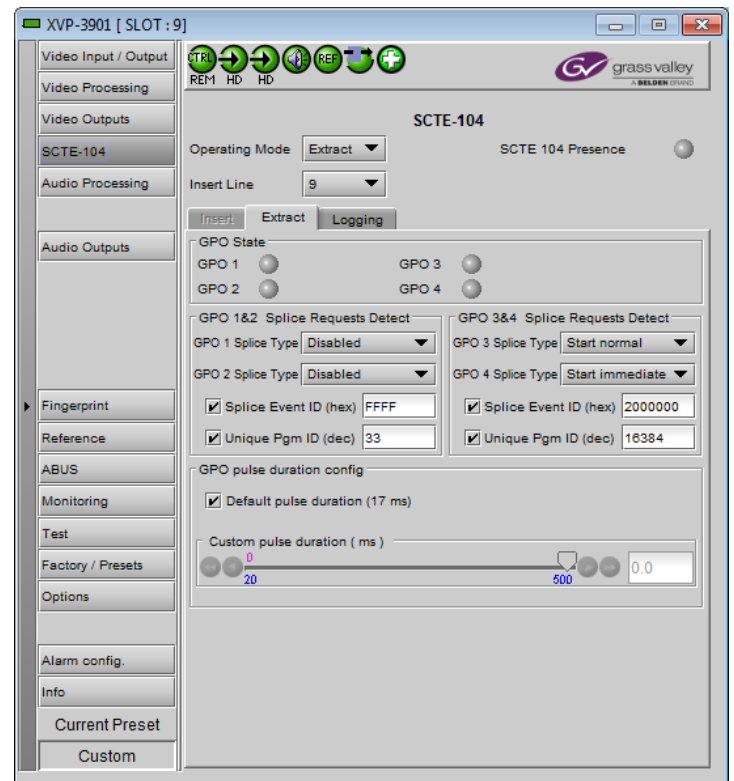 XVP-3901 [ SLOT : 9]
Video Input / Output
Video Processing
Video Outputs
SCTE-104
Audio Processing
Audio Outputs
Fingerprint
Reference
ABUS
Monitoring
Test
Factory / Presets
Options
Alarm config.
Info
Current Preset
Custom
CTRL REF
REM HD HD
GV grass valley
A BELDEN BRAND
SCTE-104
Operating Mode Extract SCTE 104 Presence
Insert Line 9
Insert Extract Logging
GPO State
GPO 1 GPO 3
GPO 2 GPO 4
GPO 1&2 Splice Requests Detect
GPO 1 Splice Type Disabled
GPO 2 Splice Type Disabled
Splice Event ID (hex) FFFF
Unique Pgm ID (dec) 33
GPO 3&4 Splice Requests Detect
GPO 3 Splice Type Start normal
GPO 4 Splice Type Start immediate
Splice Event ID (hex) 2000000
Unique Pgm ID (dec) 16384
GPO pulse duration config
Default pulse duration (17 ms)
Custom pulse duration ( ms )
0
20 500
0.0